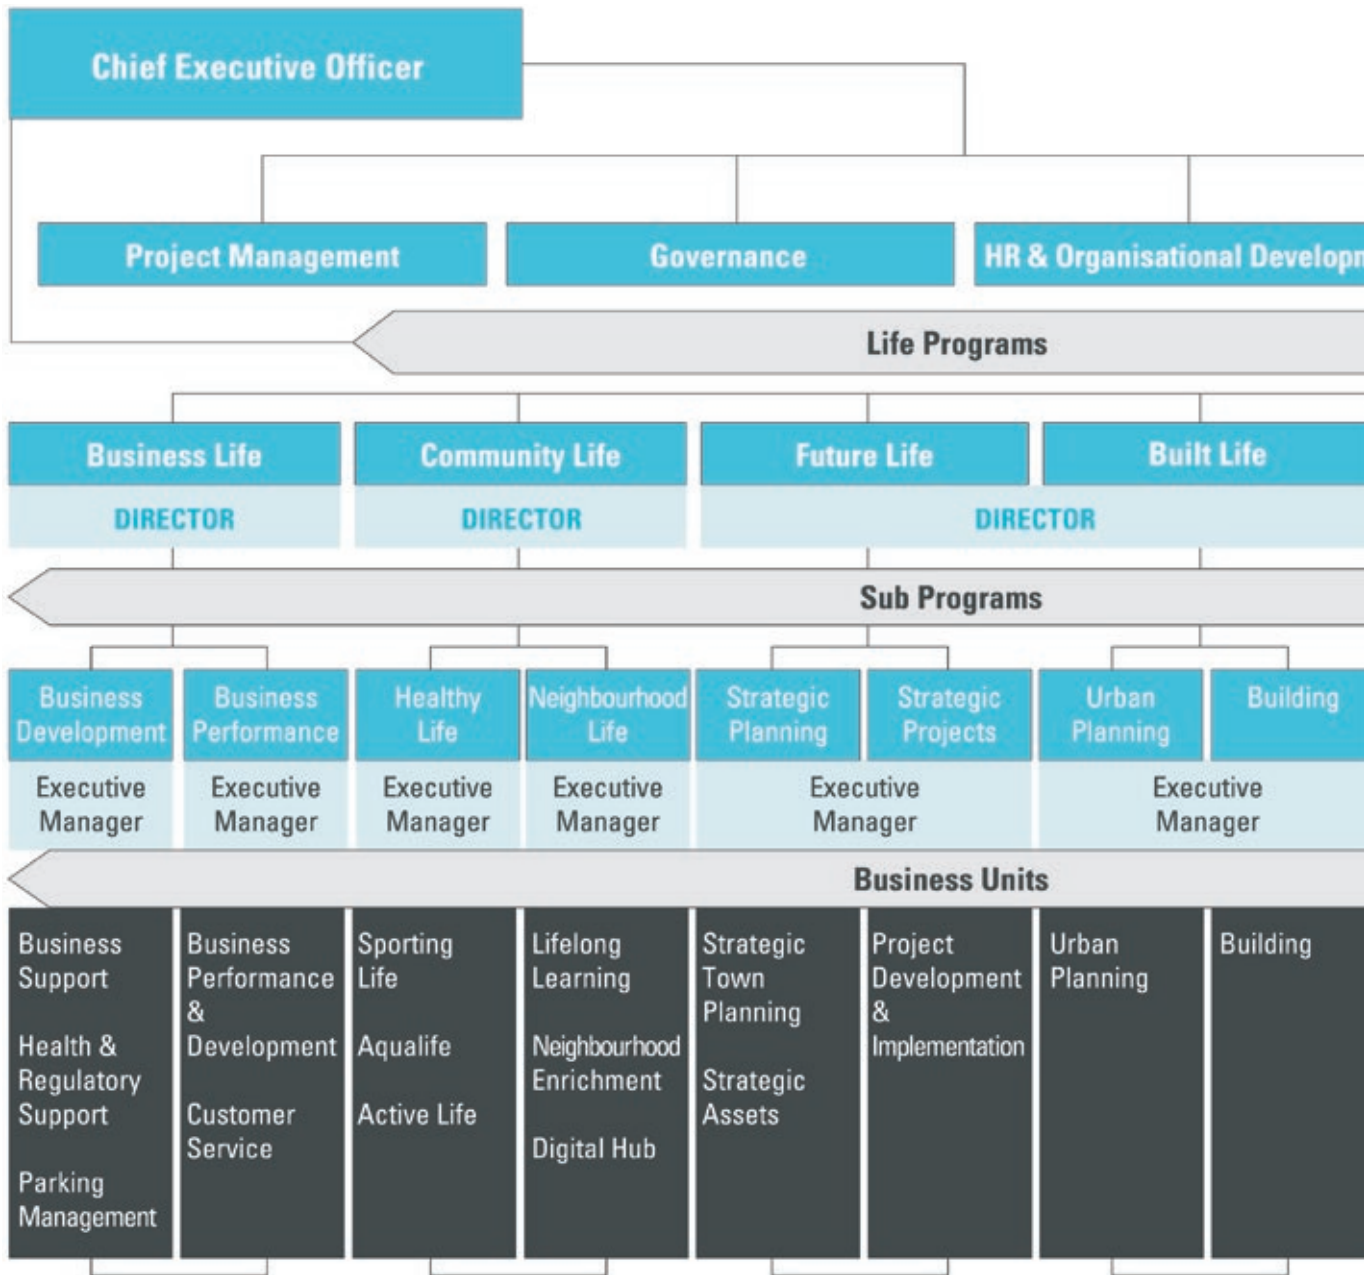 Chief Executive Officer
Project Management
Governance
HR & Organisational Developm
Life Programs
Business Life
Community Life
Future Life
Built Life
DIRECTOR
DIRECTOR
DIRECTOR
Sub Programs
Business
Development
Business
Performance
Healthy
Life
Neighbourhood
Life
Strategic
Planning
Strategic
Projects
Urban
Planning
Building
Executive
Manager
Executive
Manager
Executive
Manager
Executive
Manager
Executive
Manager
Executive
Manager
Business Units
Business
Support
Health &
Regulatory
Support
Parking
Management
Business
Performance
&
Development
Customer
Service
Sporting
Life
Aqualife
Active Life
Lifelong
Learning
Neighbourhood
Enrichment
Digital Hub
Strategic
Town
Planning
Strategic
Assets
Project
Development
&
Implementation
Urban
Planning
Building